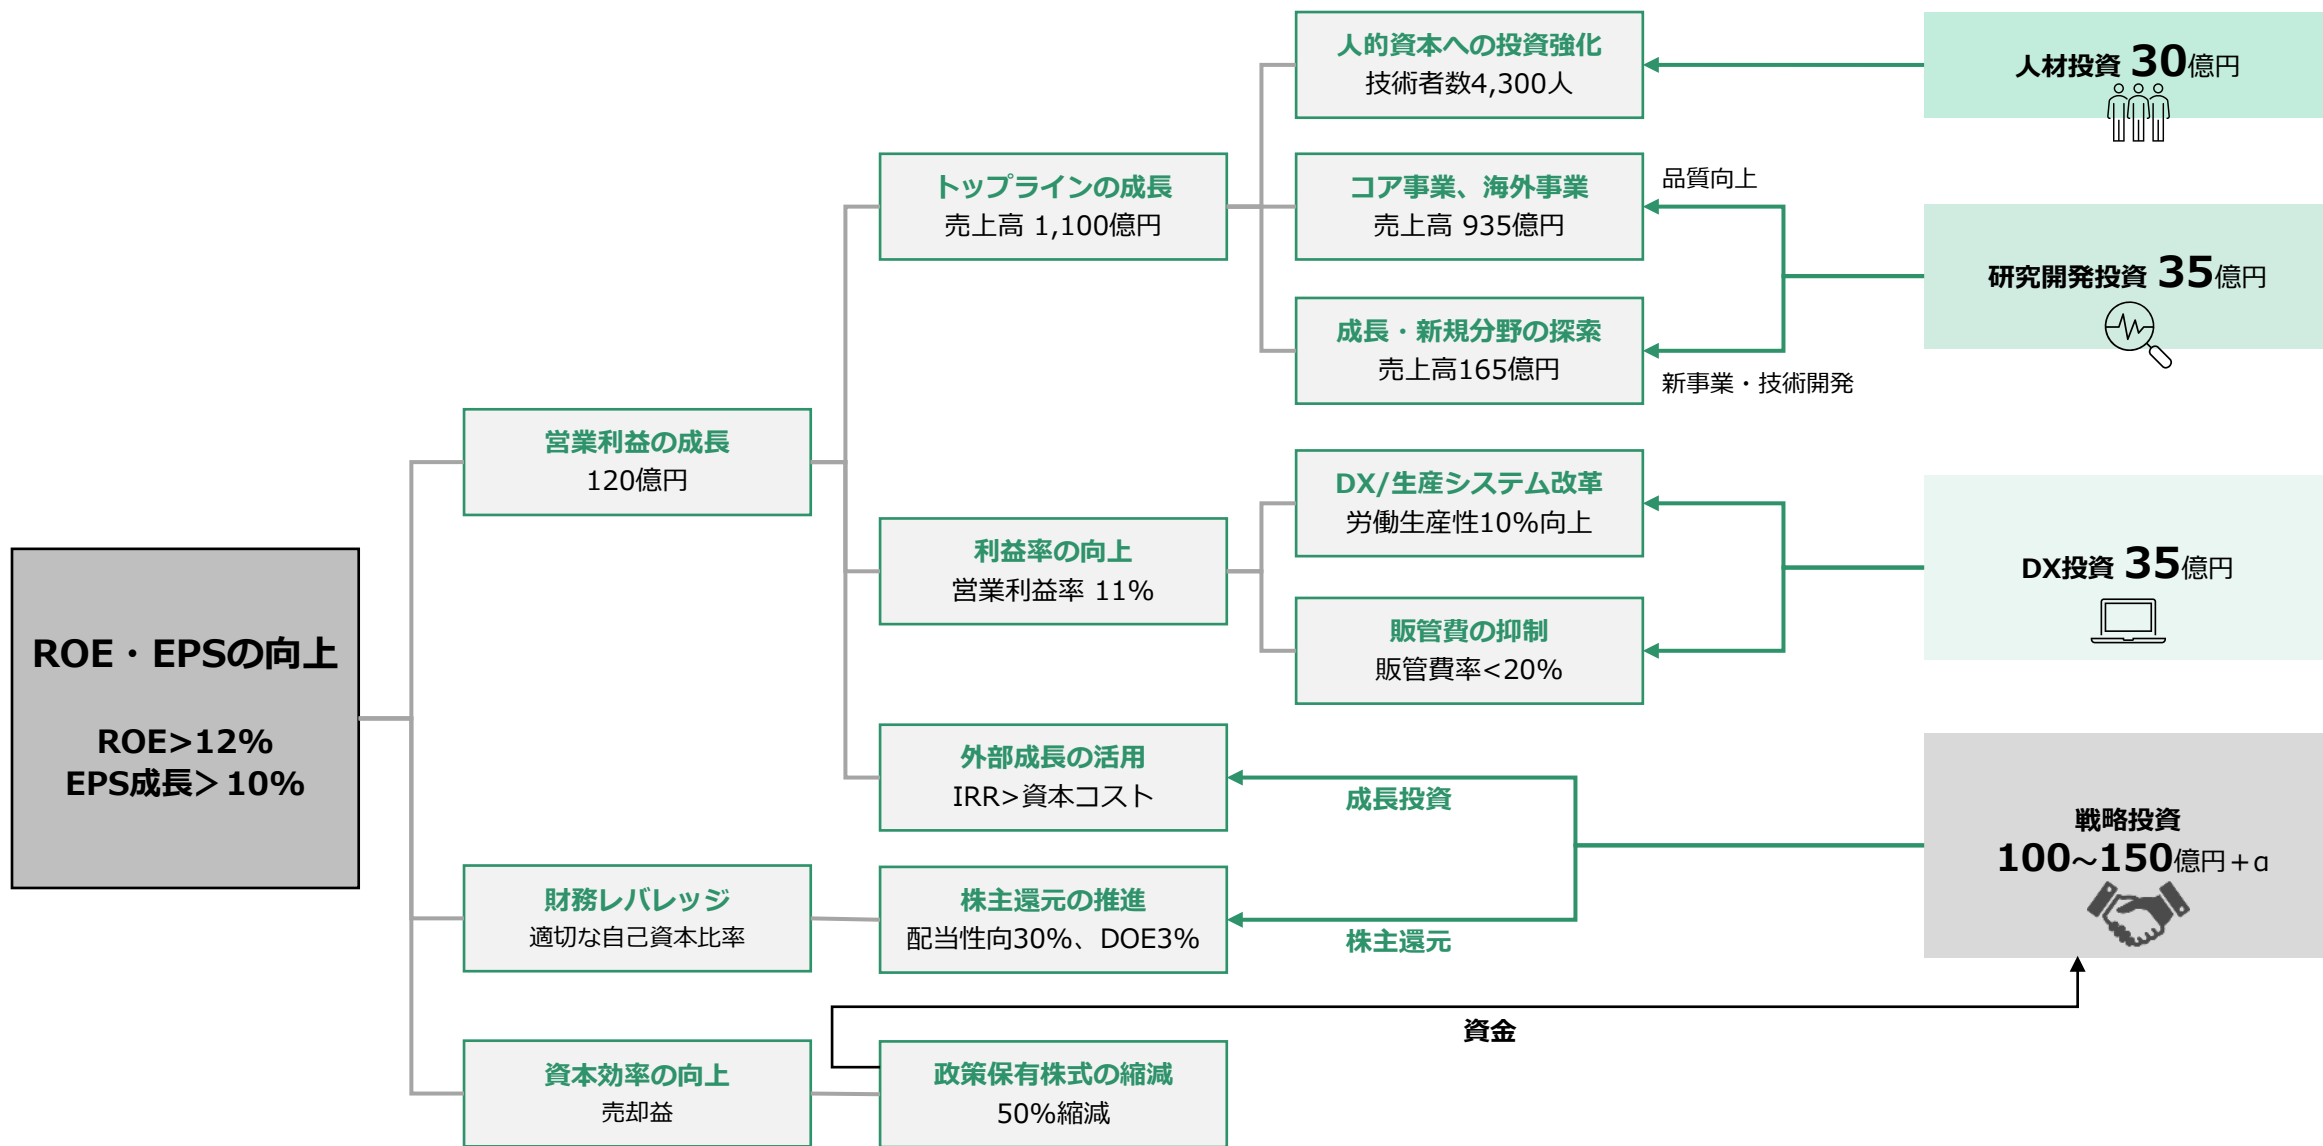 ROE・EPSの向上
ROE>12%
EPS成長＞10%
営業利益の成長
120億円
財務レバレッジ
適切な自己資本比率
資本効率の向上
売却益
トップラインの成長
売上高 1,100億円
利益率の向上
営業利益率 11%
外部成長の活用
IRR>資本コスト
株主還元の推進
配当性向30%、DOE3%
政策保有株式の縮減
50%縮減
人的資本への投資強化
技術者数4,300人
コア事業、海外事業
売上高 935億円
成長・新規分野の探索
売上高165億円
DX/生産システム改革
労働生産性10%向上
販管費の抑制
販管費率<20%
品質向上
新事業・技術開発
成長投資
株主還元
資金
人材投資 30億円
研究開発投資 35億円
DX投資 35億円
戦略投資
100～150億円＋α